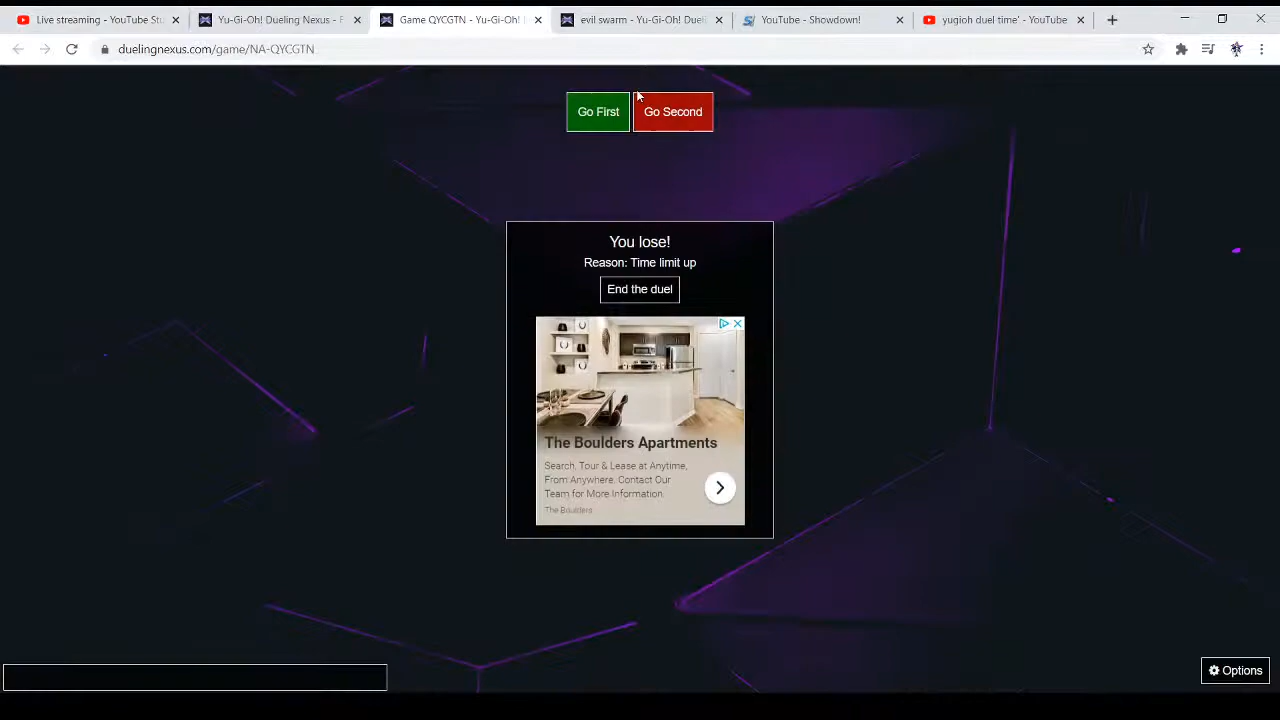 Live streaming - YouTube Stu
Yu-Gi-Oh! Dueling Nexus - F
Game QYCGTN - Yu-Gi-Oh! I
evil swarm - Yu-Gi-Oh! Duel
YouTube - Showdown!
yugioh duel time' - YouTube
duelingnexus.com/game/NA-QYCGTN
Go First
Go Second
You lose!
Reason: Time limit up
End the duel
The Boulders Apartments
Search, Tour & Lease at Anytime,
From Anywhere. Contact Our
Team for More Information.
The Boulders
Options